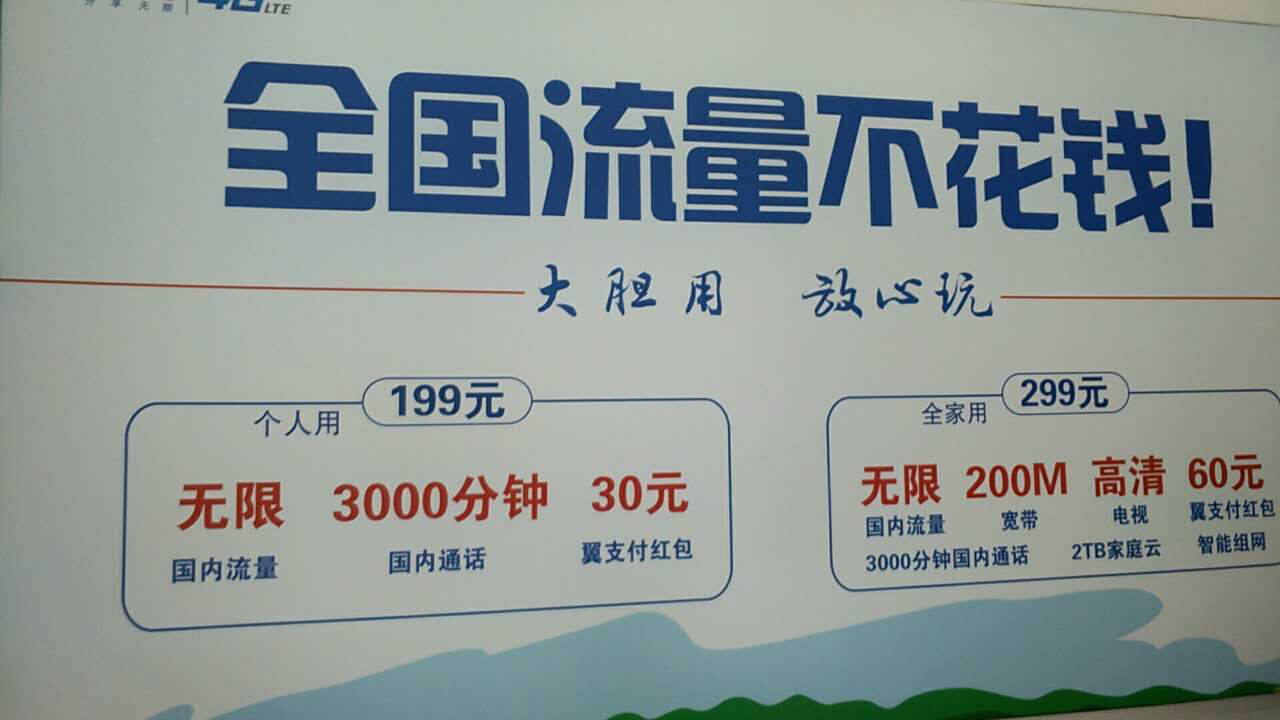 分享无限 4G LTE
全国流量不花钱!
大胆用 放心玩
199元
个人用
无限 3000分钟 30元
国内流量 国内通话 翼支付红包
299元
全家用
无限 200M 高清 60元
国内流量 宽带 电视 翼支付红包
3000分钟国内通话 2TB家庭云 智能组网